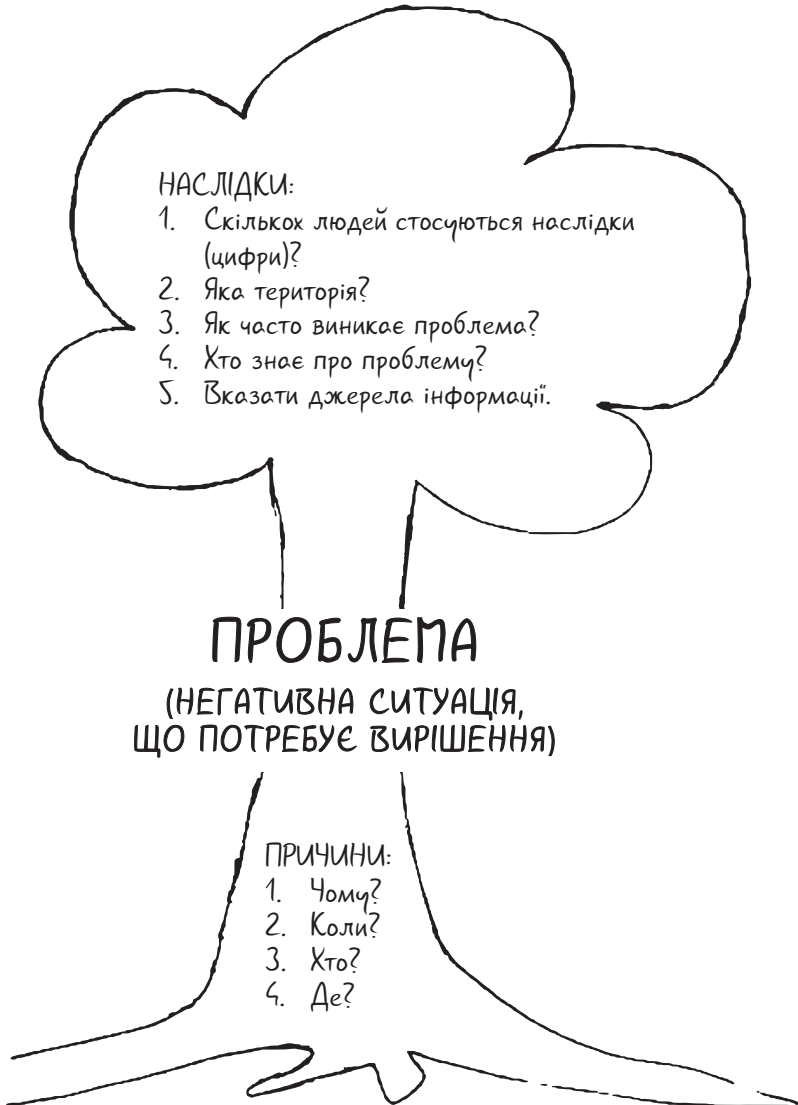 НАСЛІДКИ:
1. Скількох людей стосуються наслідки
(цифри)?
2. Яка територія?
3. Як часто виникає проблема?
4. Хто знає про проблему?
5. Вказати джерела інформації.
ПРОБЛЕМА
(НЕГАТИВНА СИТУАЦІЯ,
ЩО ПОТРЕБУЄ ВИРІШЕННЯ)
ПРИЧИНИ:
1. Чому?
2. Коли?
3. Хто?
4. Де?